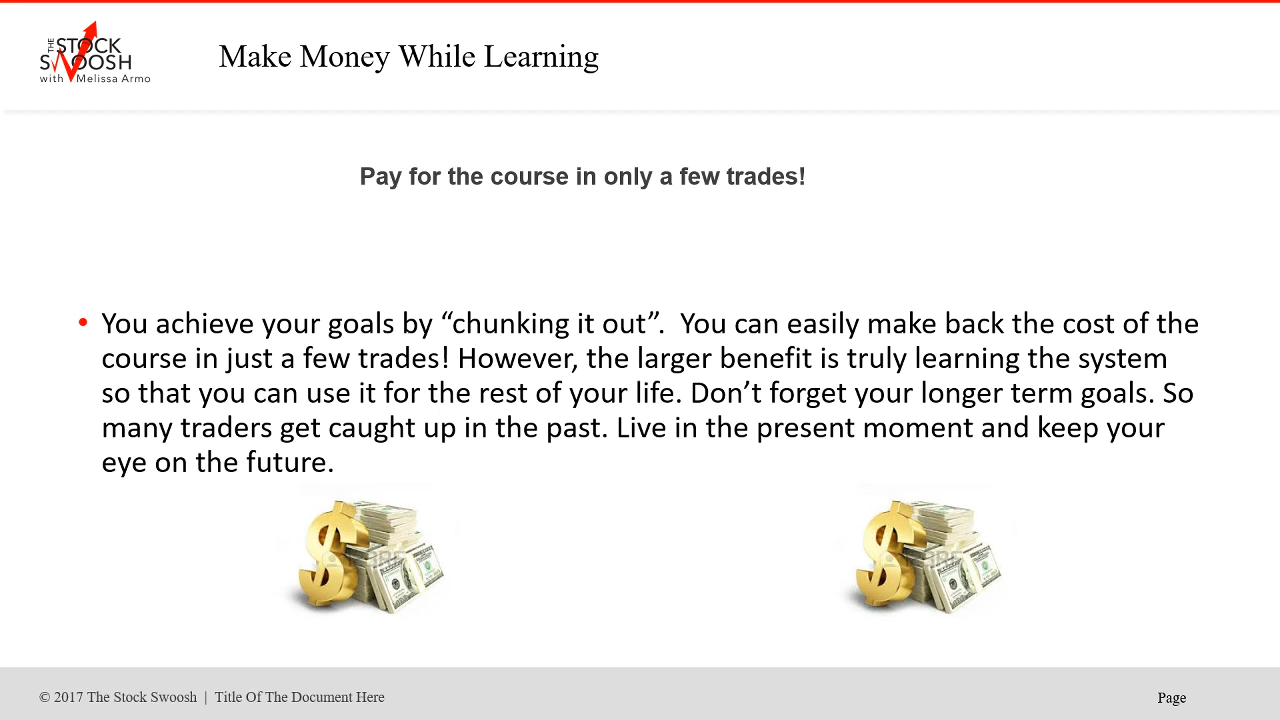 THE STOCK
SWOOSH
with Melissa Armo
Make Money While Learning
Pay for the course in only a few trades!
• You achieve your goals by “chunking it out”.  You can easily make back the cost of the
course in just a few trades! However, the larger benefit is truly learning the system
so that you can use it for the rest of your life. Don’t forget your longer term goals. So
many traders get caught up in the past. Live in the present moment and keep your
eye on the future.
© 2017 The Stock Swoosh | Title Of The Document Here
Page